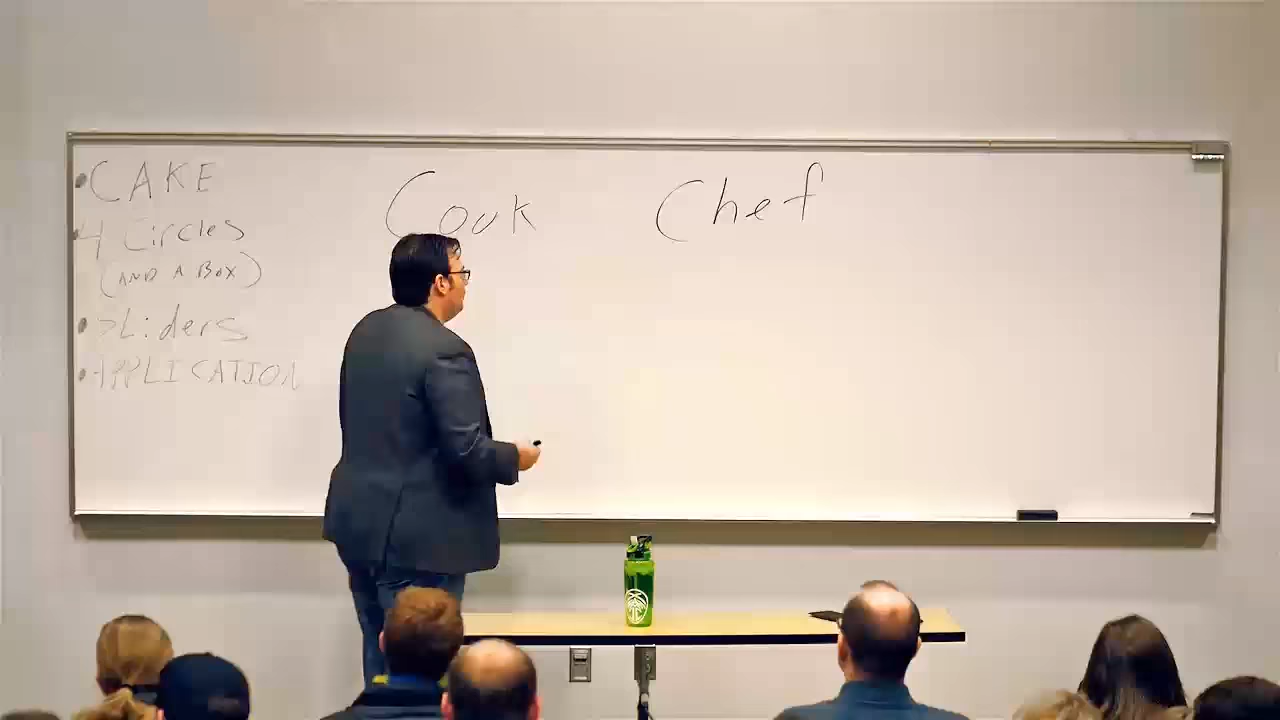 • CAKE
• 4 Circles
(AND A BOX)
• SLiders
• APPLICATION
Cook Chef